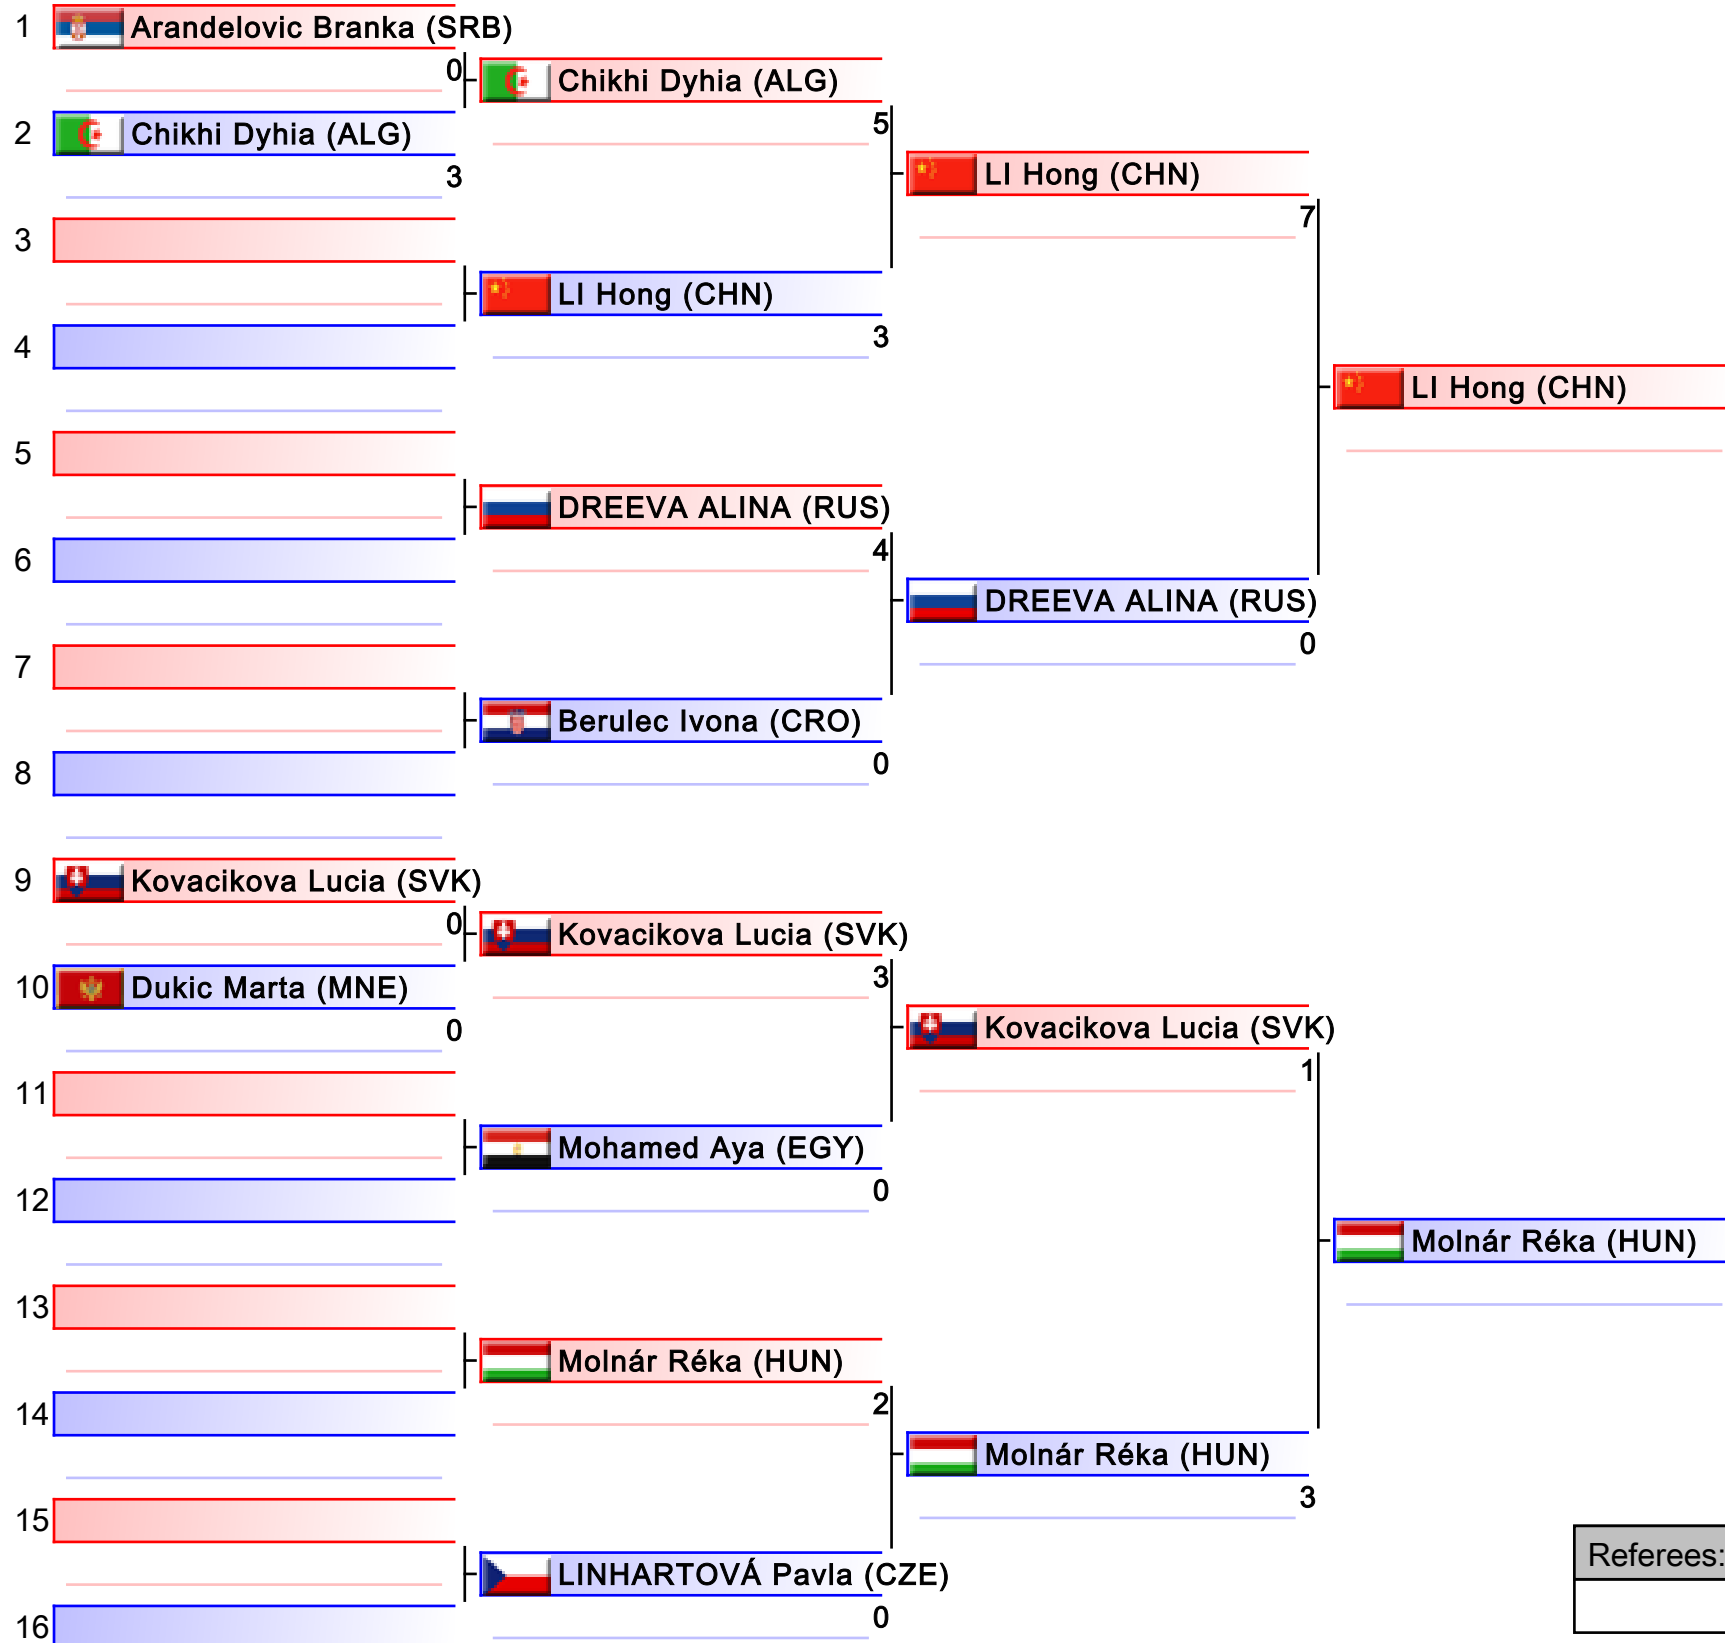 1 Arandelovic Branka (SRB)
0
Chikhi Dyhia (ALG)
5
2 Chikhi Dyhia (ALG)
3
LI Hong (CHN)
7
3
LI Hong (CHN)
3
4
LI Hong (CHN)
5
DREEVA ALINA (RUS)
4
6
DREEVA ALINA (RUS)
0
7
Berulec Ivona (CRO)
0
8
9 Kovacikova Lucia (SVK)
0
Kovacikova Lucia (SVK)
3
10 Dukic Marta (MNE)
0
Kovacikova Lucia (SVK)
1
11
Mohamed Aya (EGY)
0
12
Molnár Réka (HUN)
13
Molnár Réka (HUN)
2
14
Molnár Réka (HUN)
3
15
LINHARTOVÁ Pavla (CZE)
0
16
Referees: